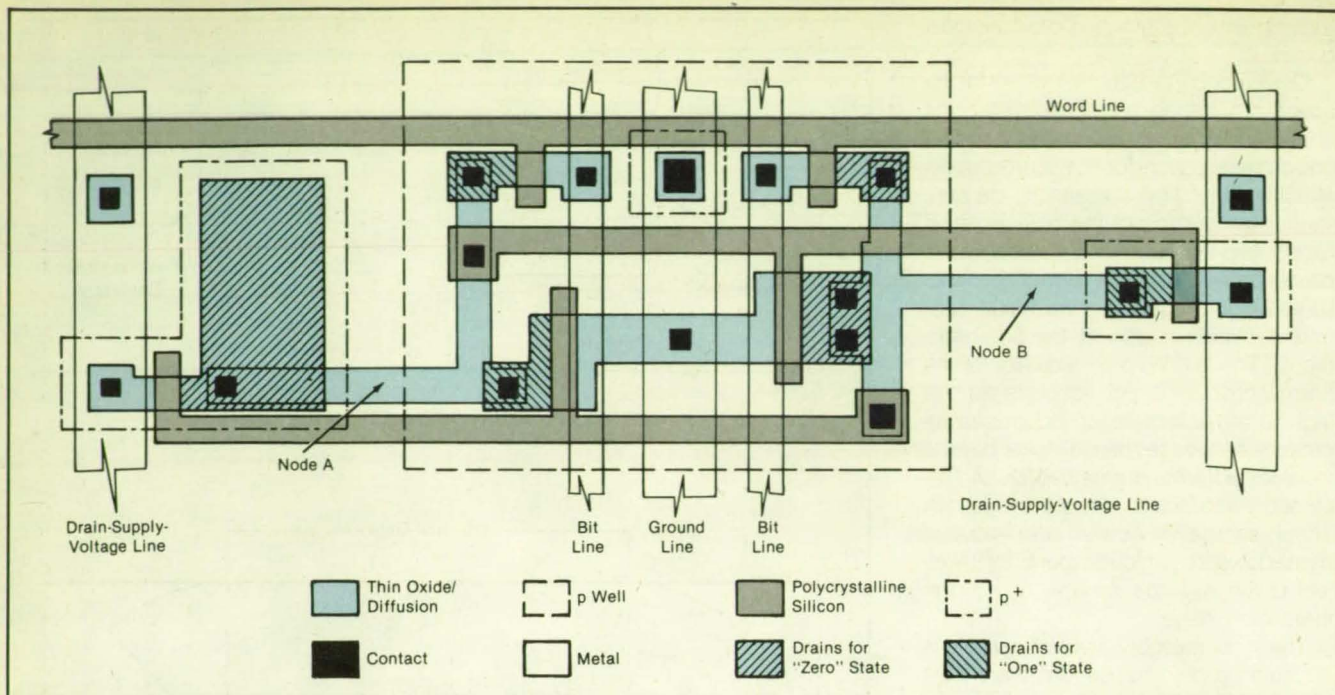 Word Line
Node B
Node A
Drain-Supply-
Voltage Line
Bit
Line
Ground
Line
Bit
Line
Drain-Supply-Voltage Line
Thin Oxide/
Diffusion
p Well
Polycrystalline
Silicon
p+
Contact
Metal
Drains for
"Zero" State
Drains for
"One" State